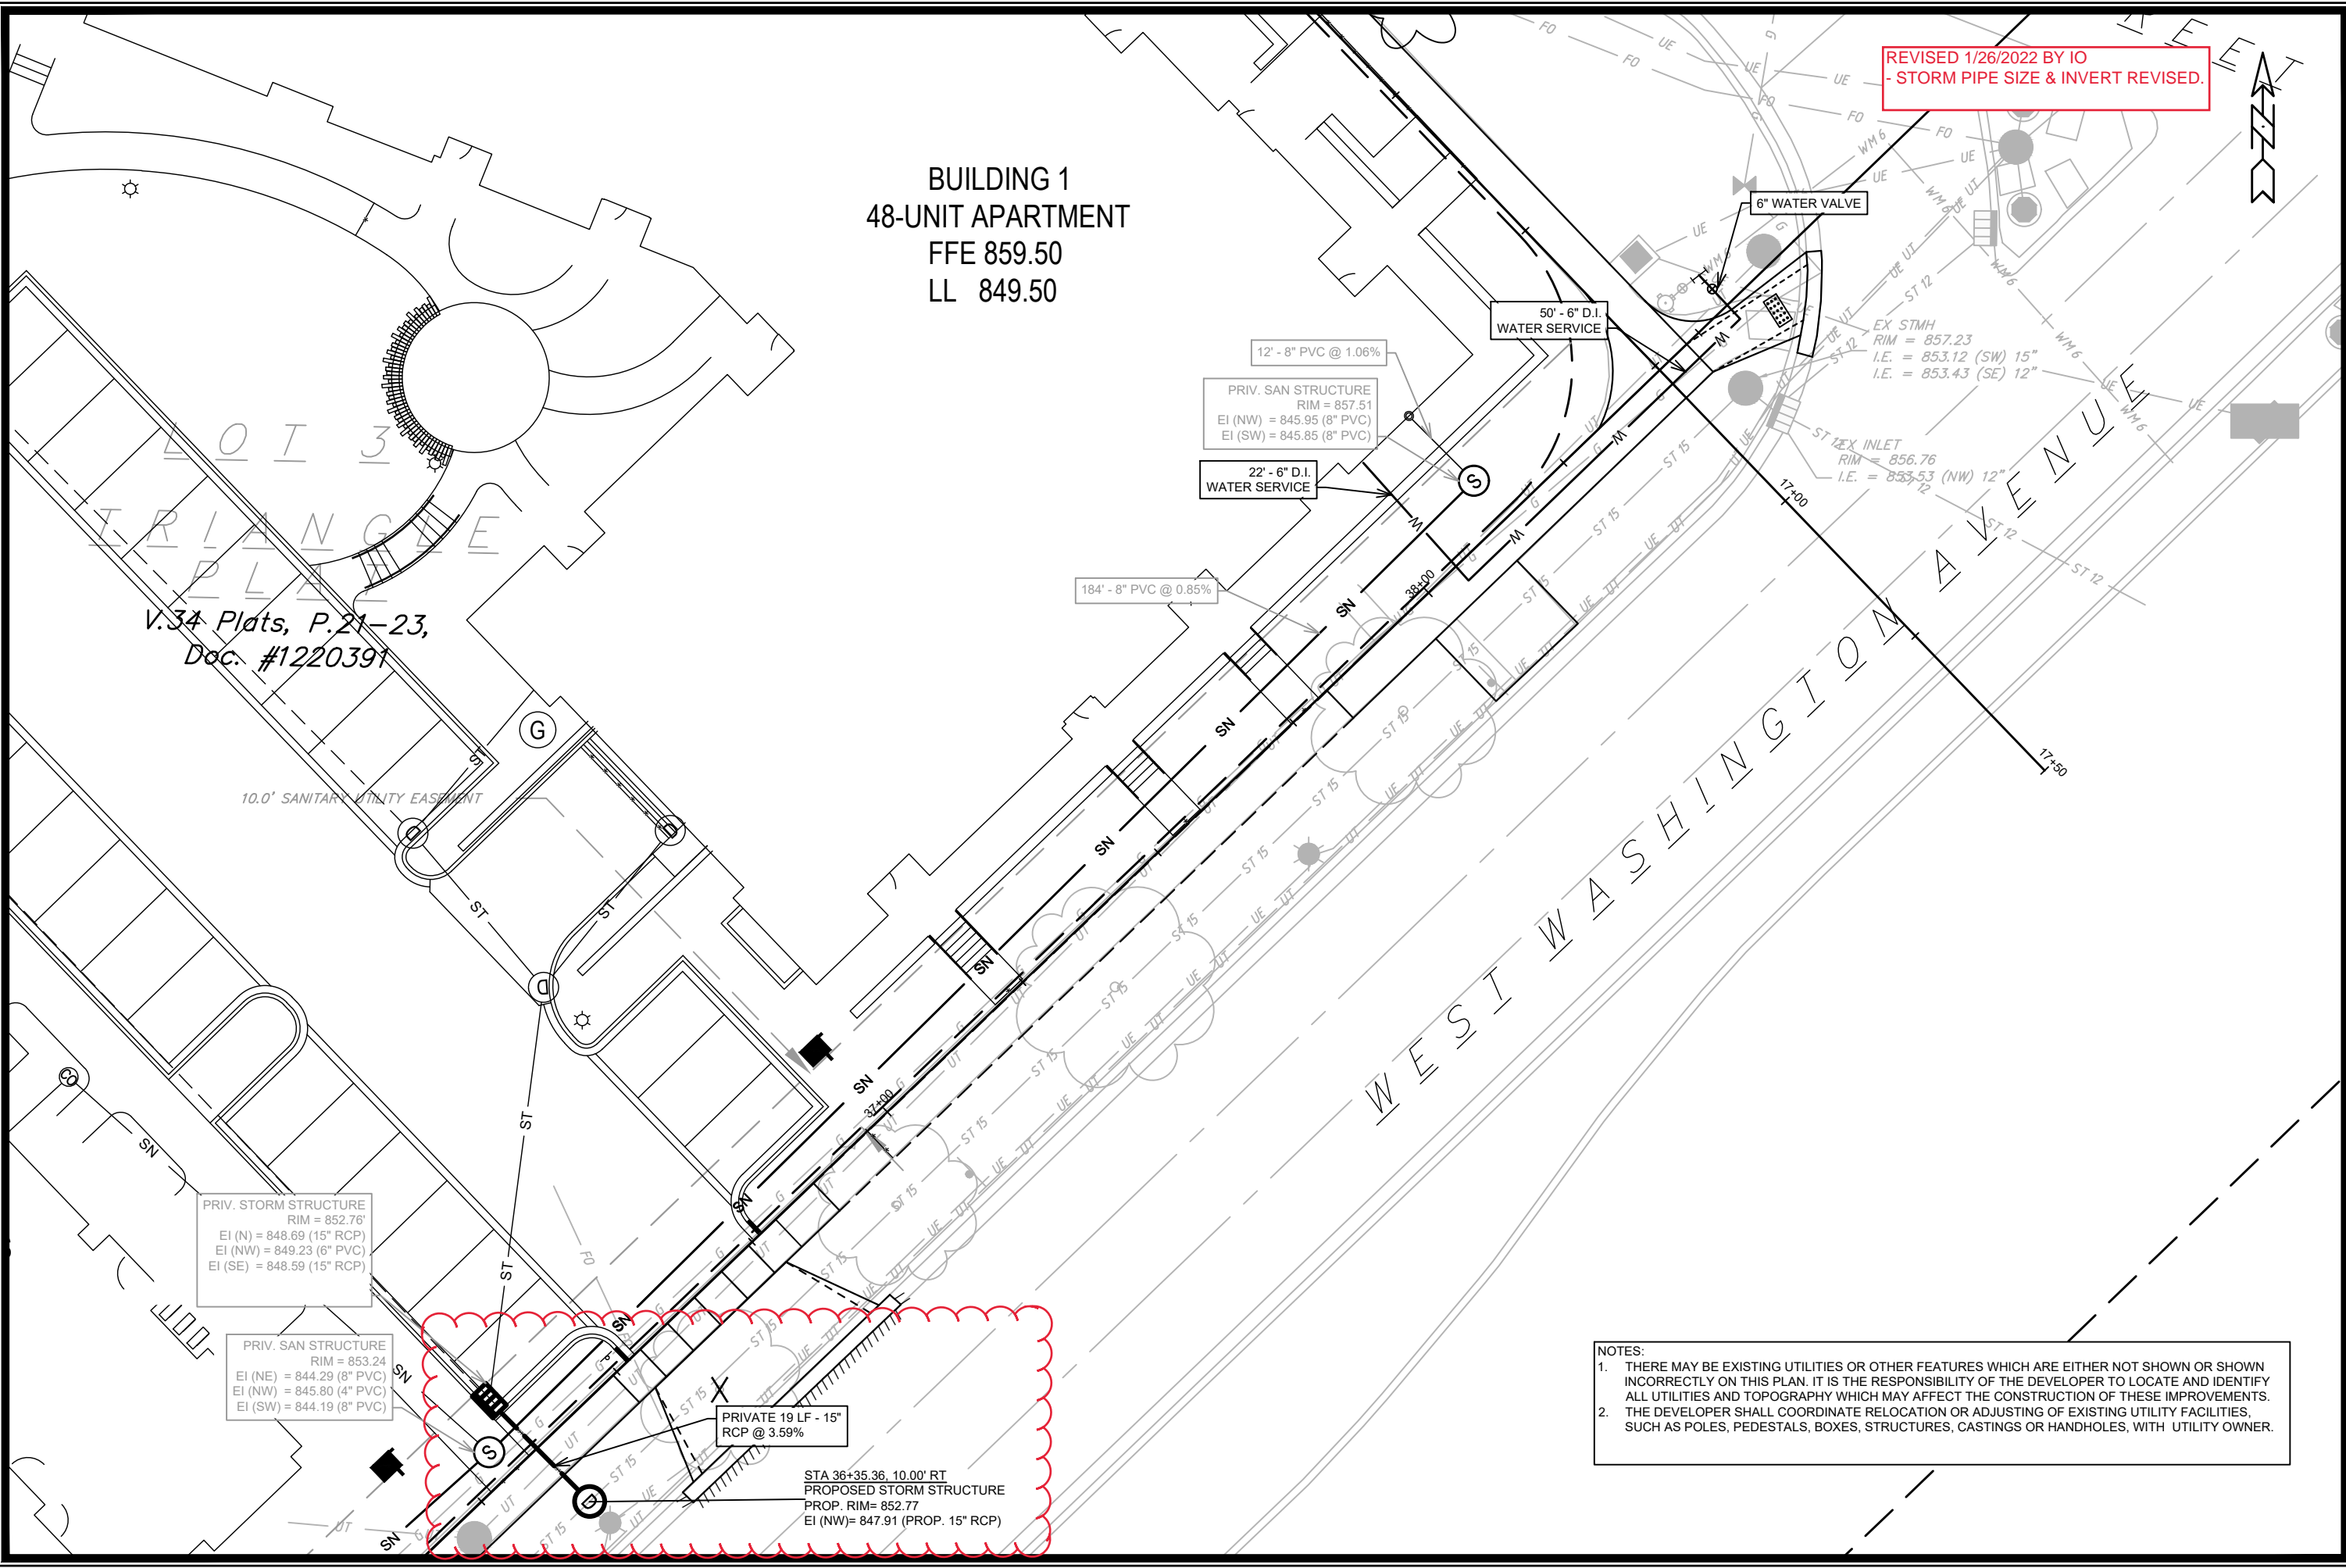 REVISED 1/26/2022 BY IO
- STORM PIPE SIZE & INVERT REVISED.
N
BUILDING 1
48-UNIT APARTMENT
FFE 859.50
LL 849.50
6" WATER VALVE
50' - 6" D.I.
WATER SERVICE
12' - 8" PVC @ 1.06%
PRIV. SAN STRUCTURE
RIM = 857.51
EI (NW) = 845.95 (8" PVC)
EI (SW) = 845.85 (8" PVC)
22' - 6" D.I.
WATER SERVICE
EX STMH
RIM = 857.23
I.E. = 853.12 (SW) 15"
I.E. = 853.43 (SE) 12"
EX INLET
RIM = 856.76
I.E. = 853.53 (NW) 12"
17+00
17+50
38+00
37+00
184' - 8" PVC @ 0.85%
LOT 3
TRIANGLE
PLAT
V.34 Plats, P.21-23,
Doc. #1220391
10.0' SANITARY UTILITY EASEMENT
WEST WASHINGTON AVENUE
PRIV. STORM STRUCTURE
RIM = 852.76'
EI (N) = 848.69 (15" RCP)
EI (NW) = 849.23 (6" PVC)
EI (SE) = 848.59 (15" RCP)
PRIV. SAN STRUCTURE
RIM = 853.24
EI (NE) = 844.29 (8" PVC)
EI (NW) = 845.80 (4" PVC)
EI (SW) = 844.19 (8" PVC)
PRIVATE 19 LF - 15"
RCP @ 3.59%
STA 36+35.36, 10.00' RT
PROPOSED STORM STRUCTURE
PROP. RIM= 852.77
EI (NW)= 847.91 (PROP. 15" RCP)
NOTES:
1. THERE MAY BE EXISTING UTILITIES OR OTHER FEATURES WHICH ARE EITHER NOT SHOWN OR SHOWN
INCORRECTLY ON THIS PLAN. IT IS THE RESPONSIBILITY OF THE DEVELOPER TO LOCATE AND IDENTIFY
ALL UTILITIES AND TOPOGRAPHY WHICH MAY AFFECT THE CONSTRUCTION OF THESE IMPROVEMENTS.
2. THE DEVELOPER SHALL COORDINATE RELOCATION OR ADJUSTING OF EXISTING UTILITY FACILITIES,
SUCH AS POLES, PEDESTALS, BOXES, STRUCTURES, CASTINGS OR HANDHOLES, WITH UTILITY OWNER.